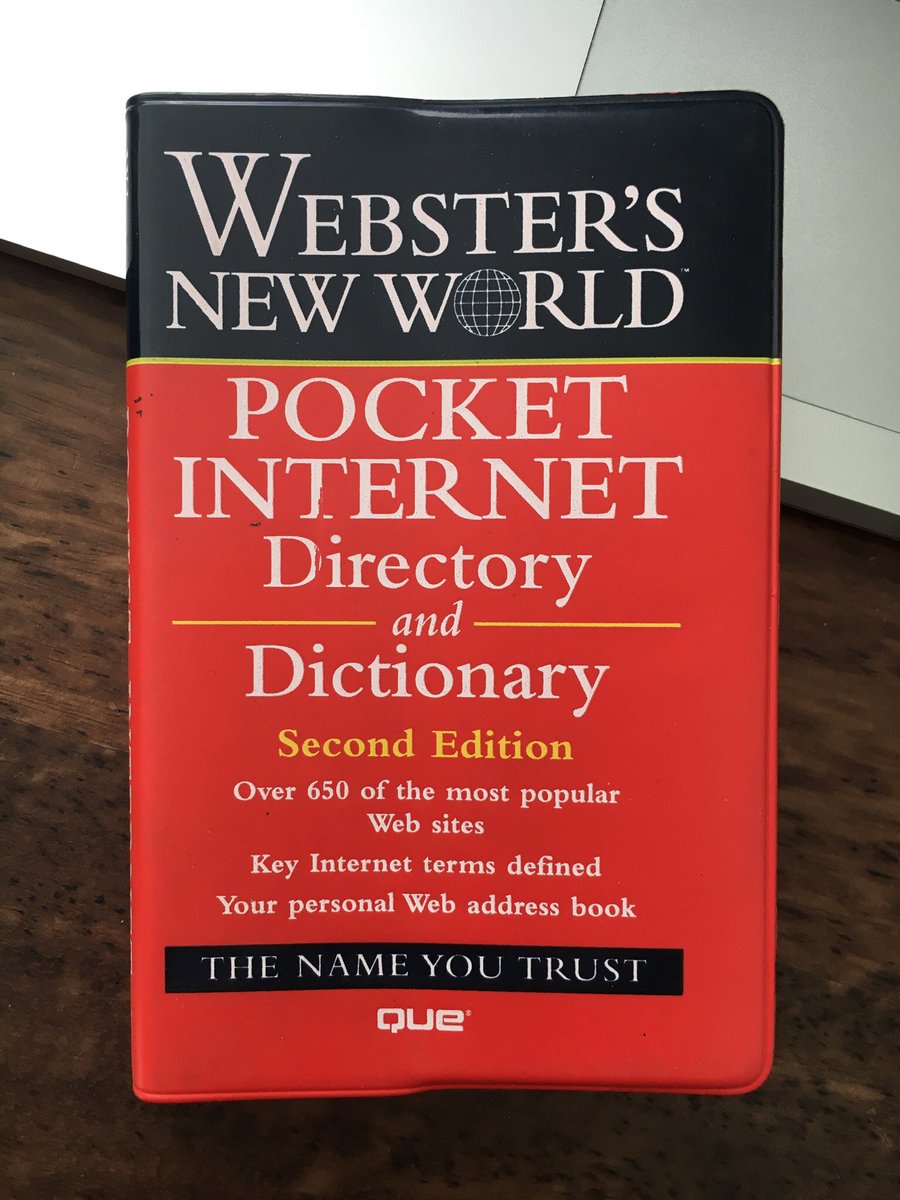 WEBSTER'S
NEW WORLD™
POCKET
INTERNET
Directory
and
Dictionary
Second Edition
Over 650 of the most popular
Web sites
Key Internet terms defined
Your personal Web address book
THE NAME YOU TRUST
QUE®